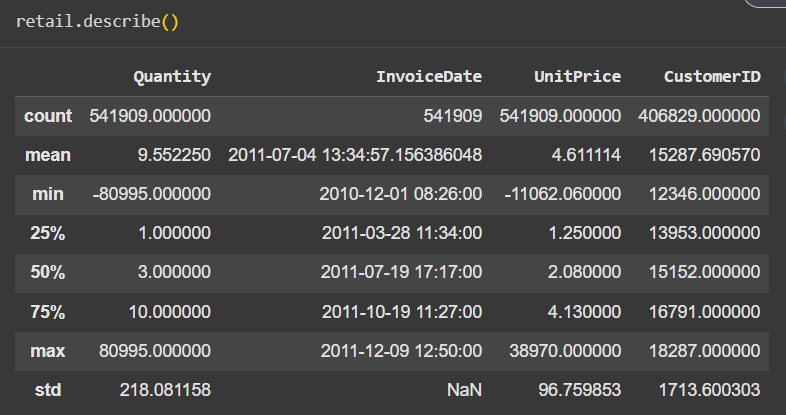 retail.describe()
Quantity InvoiceDate UnitPrice CustomerID
count 541909.000000 541909 541909.000000 406829.000000
mean 9.552250 2011-07-04 13:34:57.156386048 4.611114 15287.690570
min -80995.000000 2010-12-01 08:26:00 -11062.060000 12346.000000
25% 1.000000 2011-03-28 11:34:00 1.250000 13953.000000
50% 3.000000 2011-07-19 17:17:00 2.080000 15152.000000
75% 10.000000 2011-10-19 11:27:00 4.130000 16791.000000
max 80995.000000 2011-12-09 12:50:00 38970.000000 18287.000000
std 218.081158 NaN 96.759853 1713.600303